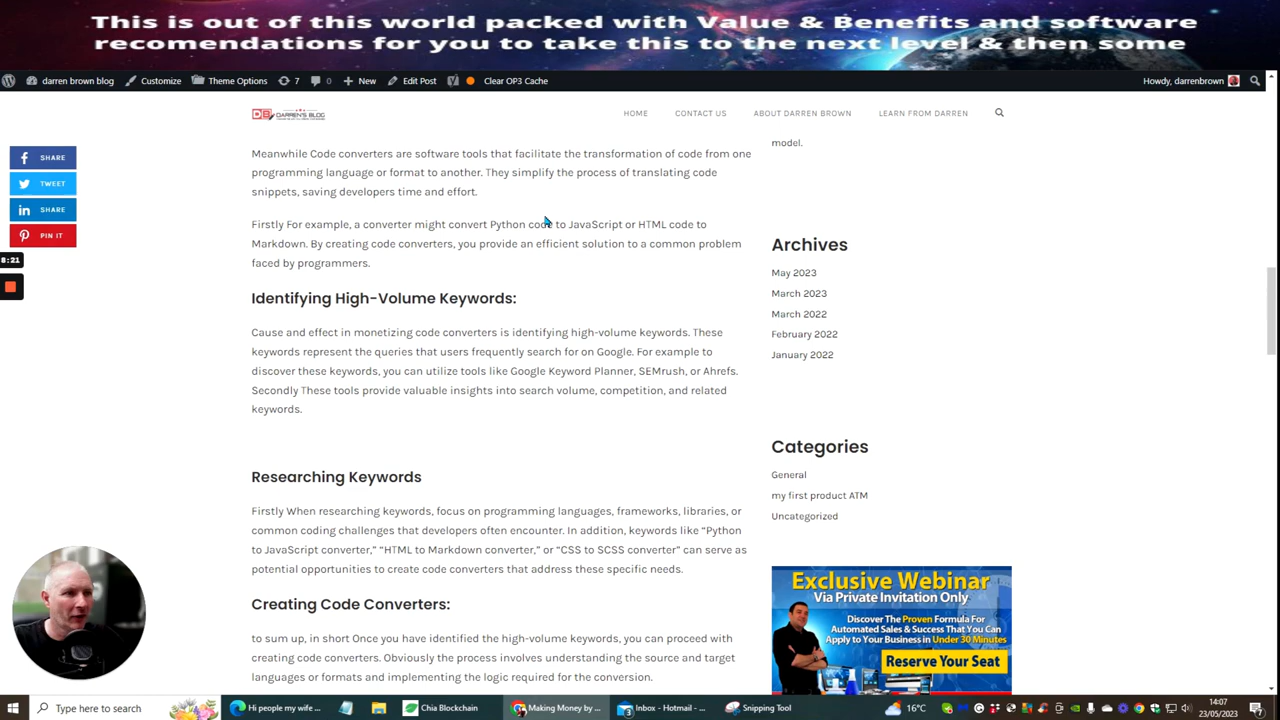 This is out of this world packed with Value & Benefits and software
recomendations for you to take this to the next level & then some
darren brown blog
Customize
Theme Options
7
0
New
Edit Post
Clear OP3 Cache
Howdy, darrenbrown
DB DARREN'S BLOG
HOME
CONTACT US
ABOUT DARREN BROWN
LEARN FROM DARREN
SHARE
TWEET
SHARE
PIN IT
8:21
Meanwhile Code converters are software tools that facilitate the transformation of code from one
programming language or format to another. They simplify the process of translating code
snippets, saving developers time and effort.
Firstly For example, a converter might convert Python code to JavaScript or HTML code to
Markdown. By creating code converters, you provide an efficient solution to a common problem
faced by programmers.
Identifying High-Volume Keywords:
Cause and effect in monetizing code converters is identifying high-volume keywords. These
keywords represent the queries that users frequently search for on Google. For example to
discover these keywords, you can utilize tools like Google Keyword Planner, SEMrush, or Ahrefs.
Secondly These tools provide valuable insights into search volume, competition, and related
keywords.
Researching Keywords
Firstly When researching keywords, focus on programming languages, frameworks, libraries, or
common coding challenges that developers often encounter. In addition, keywords like “Python
to JavaScript converter,” “HTML to Markdown converter,” or “CSS to SCSS converter” can serve as
potential opportunities to create code converters that address these specific needs.
Creating Code Converters:
to sum up, in short Once you have identified the high-volume keywords, you can proceed with
creating code converters. Obviously the process involves understanding the source and target
languages or formats and implementing the logic required for the conversion.
model.
Archives
May 2023
March 2023
March 2022
February 2022
January 2022
Categories
General
my first product ATM
Uncategorized
Exclusive Webinar
Via Private Invitation Only
Discover The Proven Formula For
Automated Sales & Success That You Can
Apply to Your Business in Under 30 Minutes
Reserve Your Seat
Type here to search
Hi people my wife ...
Chia Blockchain
Making Money by ...
Inbox - Hotmail - ...
Snipping Tool
16°C
14:07
23/05/2023